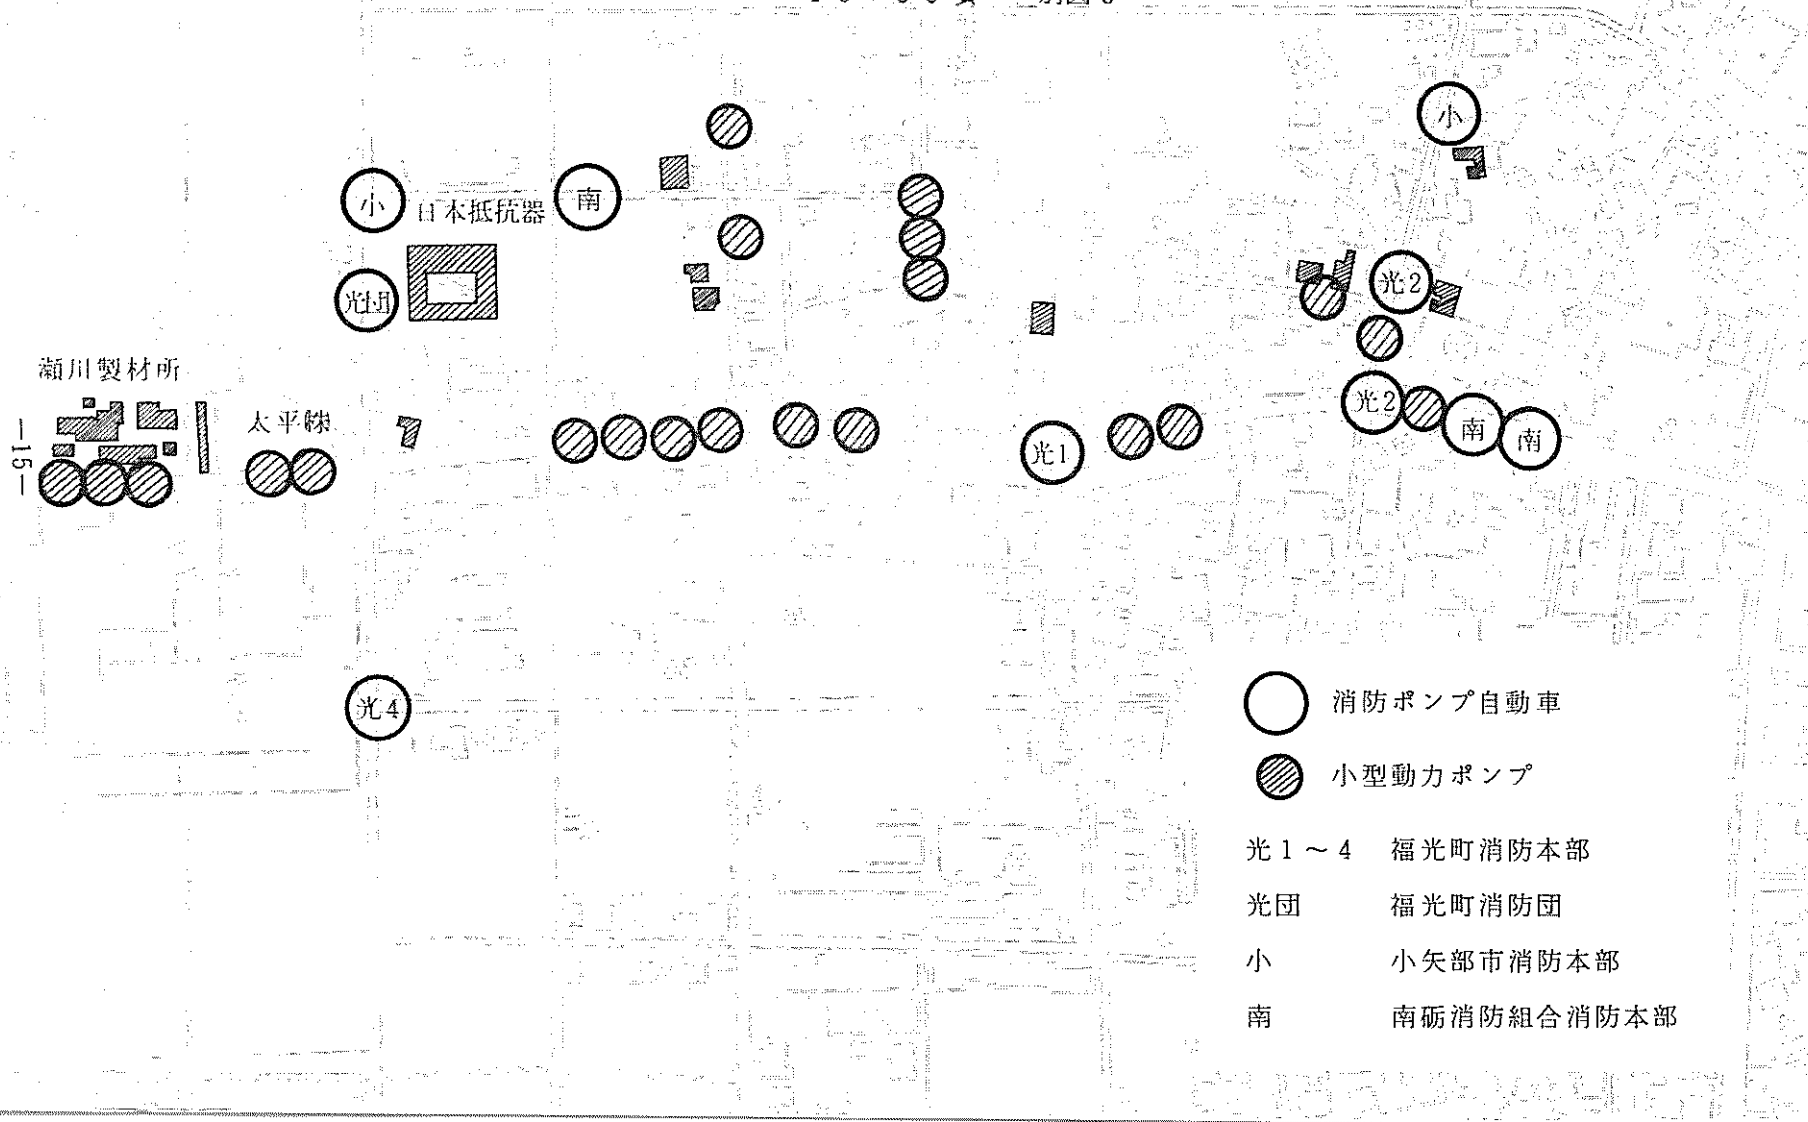 小
小
日本抵抗器
南
光団
光2
瀬川製材所
太平㈱
光2
南
南
光1
―15―
光4
消防ポンプ自動車
小型動力ポンプ
光1～4 福光町消防本部
光団 福光町消防団
小 小矢部市消防本部
南 南砺消防組合消防本部